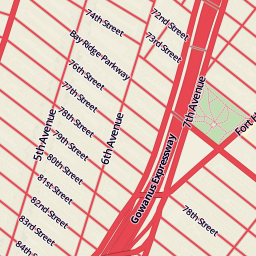 74th Street
72nd Street
Bay Ridge Parkway
73rd Street
76th Street
77th Street
7th Avenue
78th Street
5th Avenue
6th Avenue
79th Street
80th Street
Gowanus Expressway
81st Street
82nd Street
78th Street
83rd Street
84th
Fort H